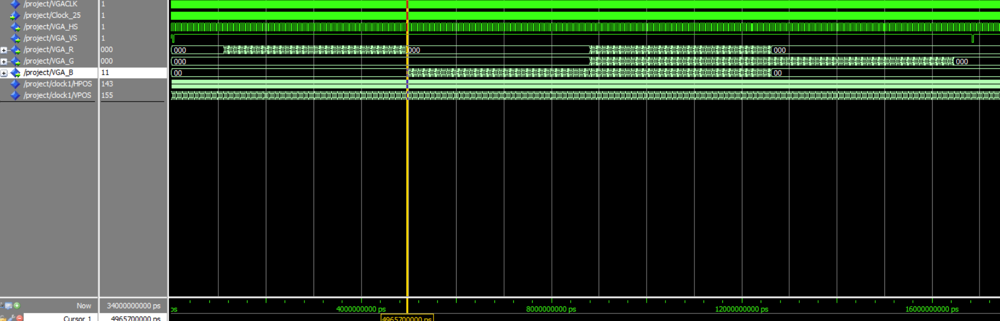 /project/VGACLK 1
/project/Clock_25 1
/project/VGA_HS 1
/project/VGA_VS 1
/project/VGA_R 000 000 000 000
/project/VGA_G 000 000 000
/project/VGA_B 11 00 00
/project/clock1/HPOS 143
/project/clock1/VPOS 155
Now 34000000000 ps ps 4000000000 ps 8000000000 ps 12000000000 ps 16000000000 ps
Cursor 1 4965700000 ps 4965700000 ps